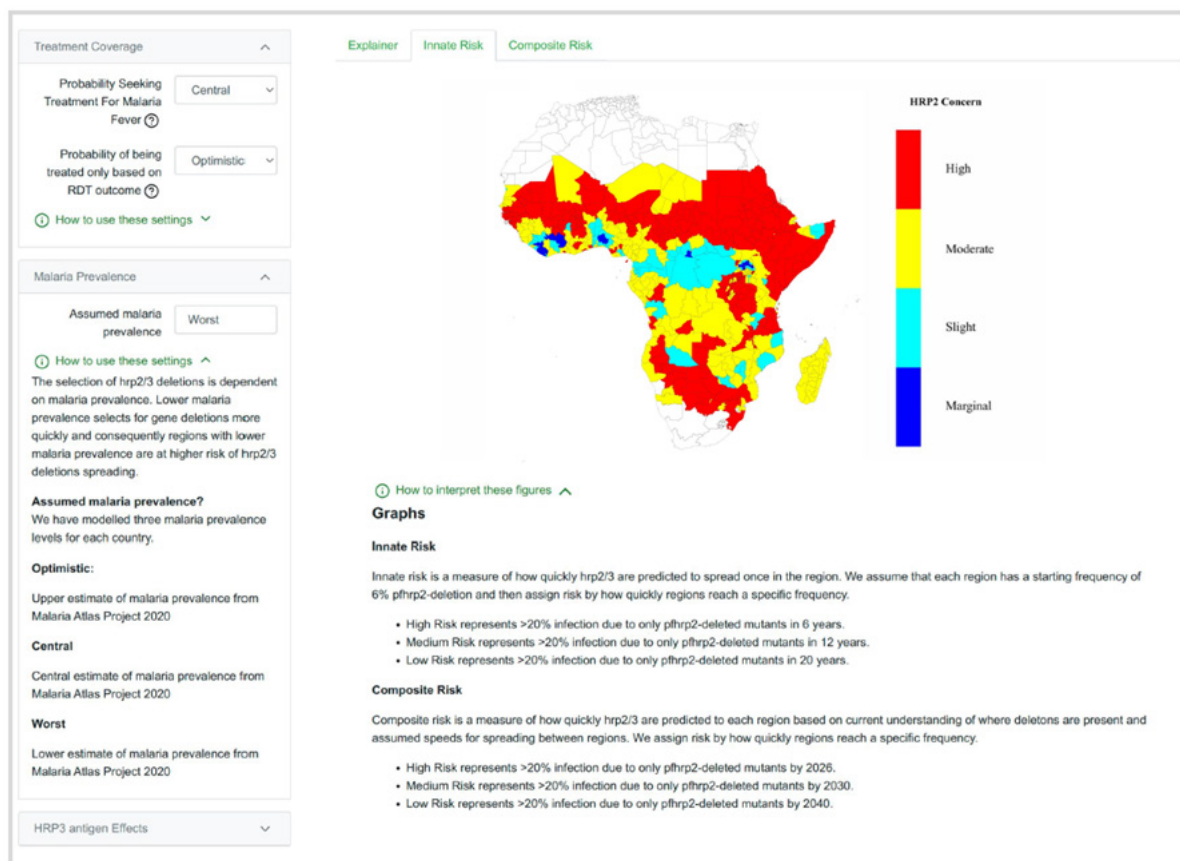 Treatment Coverage
Probability Seeking
Treatment For Malaria
Fever ?
Central
Probability of being
treated only based on
RDT outcome ?
Optimistic
How to use these settings
Malaria Prevalence
Assumed malaria
prevalence
Worst
How to use these settings
The selection of hrp2/3 deletions is dependent
on malaria prevalence. Lower malaria
prevalence selects for gene deletions more
quickly and consequently regions with lower
malaria prevalence are at higher risk of hrp2/3
deletions spreading.
Assumed malaria prevalence?
We have modelled three malaria prevalence
levels for each country.
Optimistic:
Upper estimate of malaria prevalence from
Malaria Atlas Project 2020
Central
Central estimate of malaria prevalence from
Malaria Atlas Project 2020
Worst
Lower estimate of malaria prevalence from
Malaria Atlas Project 2020
HRP3 antigen Effects
Explainer
Innate Risk
Composite Risk
HRP2 Concern
High
Moderate
Slight
Marginal
How to interpret these figures
Graphs
Innate Risk
Innate risk is a measure of how quickly hrp2/3 are predicted to spread once in the region. We assume that each region has a starting frequency of
6% pfhrp2-deletion and then assign risk by how quickly regions reach a specific frequency.
• High Risk represents >20% infection due to only pfhrp2-deleted mutants in 6 years.
• Medium Risk represents >20% infection due to only pfhrp2-deleted mutants in 12 years.
• Low Risk represents >20% infection due to only pfhrp2-deleted mutants in 20 years.
Composite Risk
Composite risk is a measure of how quickly hrp2/3 are predicted to each region based on current understanding of where deletons are present and
assumed speeds for spreading between regions. We assign risk by how quickly regions reach a specific frequency.
• High Risk represents >20% infection due to only pfhrp2-deleted mutants by 2026.
• Medium Risk represents >20% infection due to only pfhrp2-deleted mutants by 2030.
• Low Risk represents >20% infection due to only pfhrp2-deleted mutants by 2040.